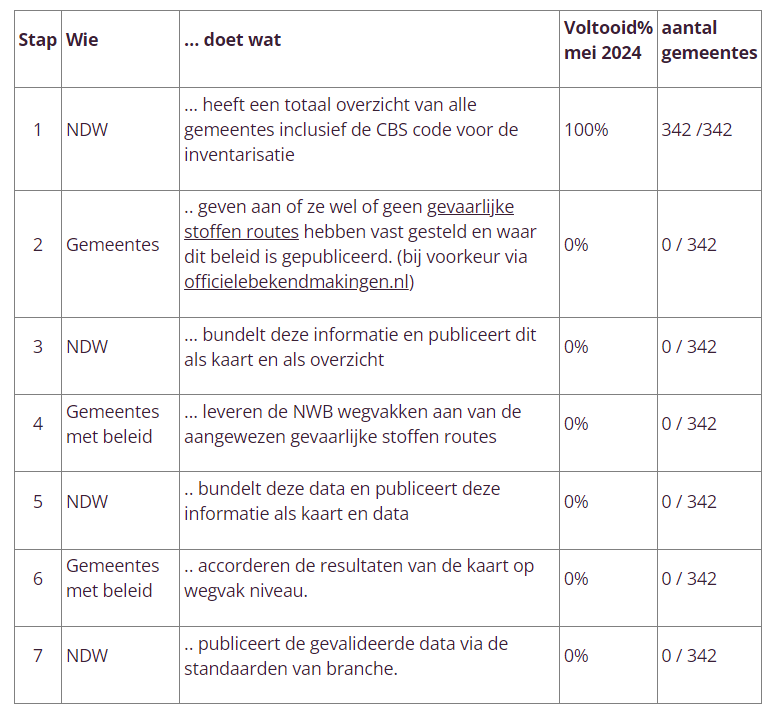 Stap Wie ... doet wat Voltooid% mei 2024 aantal gemeentes
1 NDW ... heeft een totaal overzicht van alle
gemeentes inclusief de CBS code voor de
inventarisatie 100% 342 /342
2 Gemeentes .. geven aan of ze wel of geen gevaarlijke
stoffen routes hebben vast gesteld en waar
dit beleid is gepubliceerd. (bij voorkeur via
officielebekendmakingen.nl) 0% 0 / 342
3 NDW ... bundelt deze informatie en publiceert dit
als kaart en als overzicht 0% 0 / 342
4 Gemeentes met beleid ... leveren de NWB wegvakken aan van de
aangewezen gevaarlijke stoffen routes 0% 0 / 342
5 NDW .. bundelt deze data en publiceert deze
informatie als kaart en data 0% 0 / 342
6 Gemeentes met beleid .. accorderen de resultaten van de kaart op
wegvak niveau. 0% 0 / 342
7 NDW .. publiceert de gevalideerde data via de
standaarden van branche. 0% 0 / 342